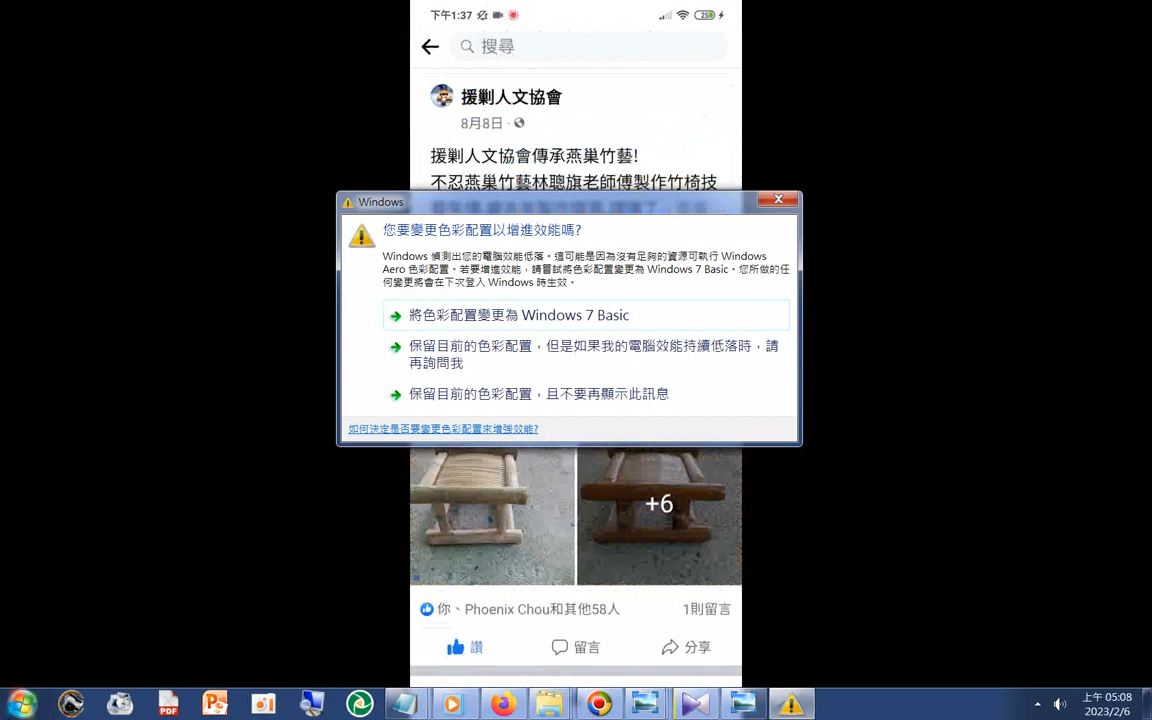 下午1:37
25
搜尋
援剿人文協會
8月8日 ·
援剿人文協會傳承燕巢竹藝!
不忍燕巢竹藝林聰旗老師傅製作竹椅技
Windows
您要變更色彩配置以增進效能嗎?
Windows 偵測出您的電腦效能低落。這可能是因為沒有足夠的資源可執行 Windows
Aero 色彩配置。若要增進效能，請嘗試將色彩配置變更為 Windows 7 Basic。您所做的任
何變更將會在下次登入 Windows 時生效。
將色彩配置變更為 Windows 7 Basic
保留目前的色彩配置，但是如果我的電腦效能持續低落時，請
再詢問我
保留目前的色彩配置，且不要再顯示此訊息
如何決定是否要變更色彩配置來增強效能?
+6
你、Phoenix Chou和其他58人 1則留言
讚 留言 分享
PDF
上午 05:08
2023/2/6